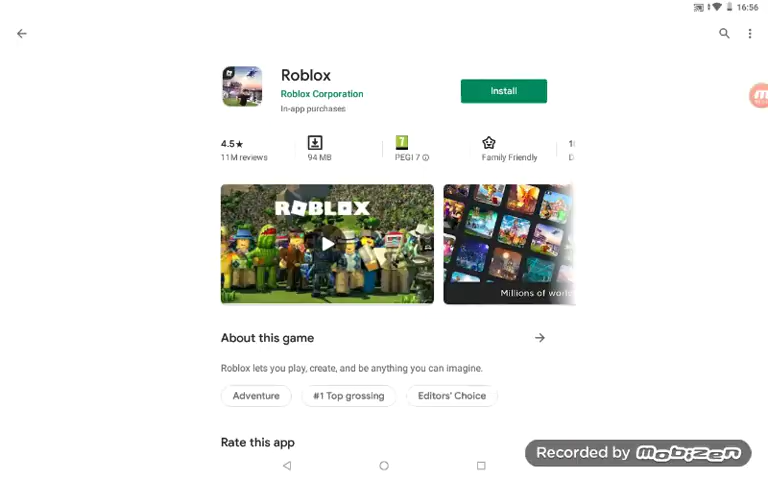 16:56
Roblox
Roblox Corporation
In-app purchases
Install
4.5★
11M reviews
94 MB
7
PEGI 7
Family Friendly
ROBLOX
Millions of
About this game
Roblox lets you play, create, and be anything you can imagine.
Adventure
#1 Top grossing
Editors' Choice
Rate this app
Recorded by mobizen